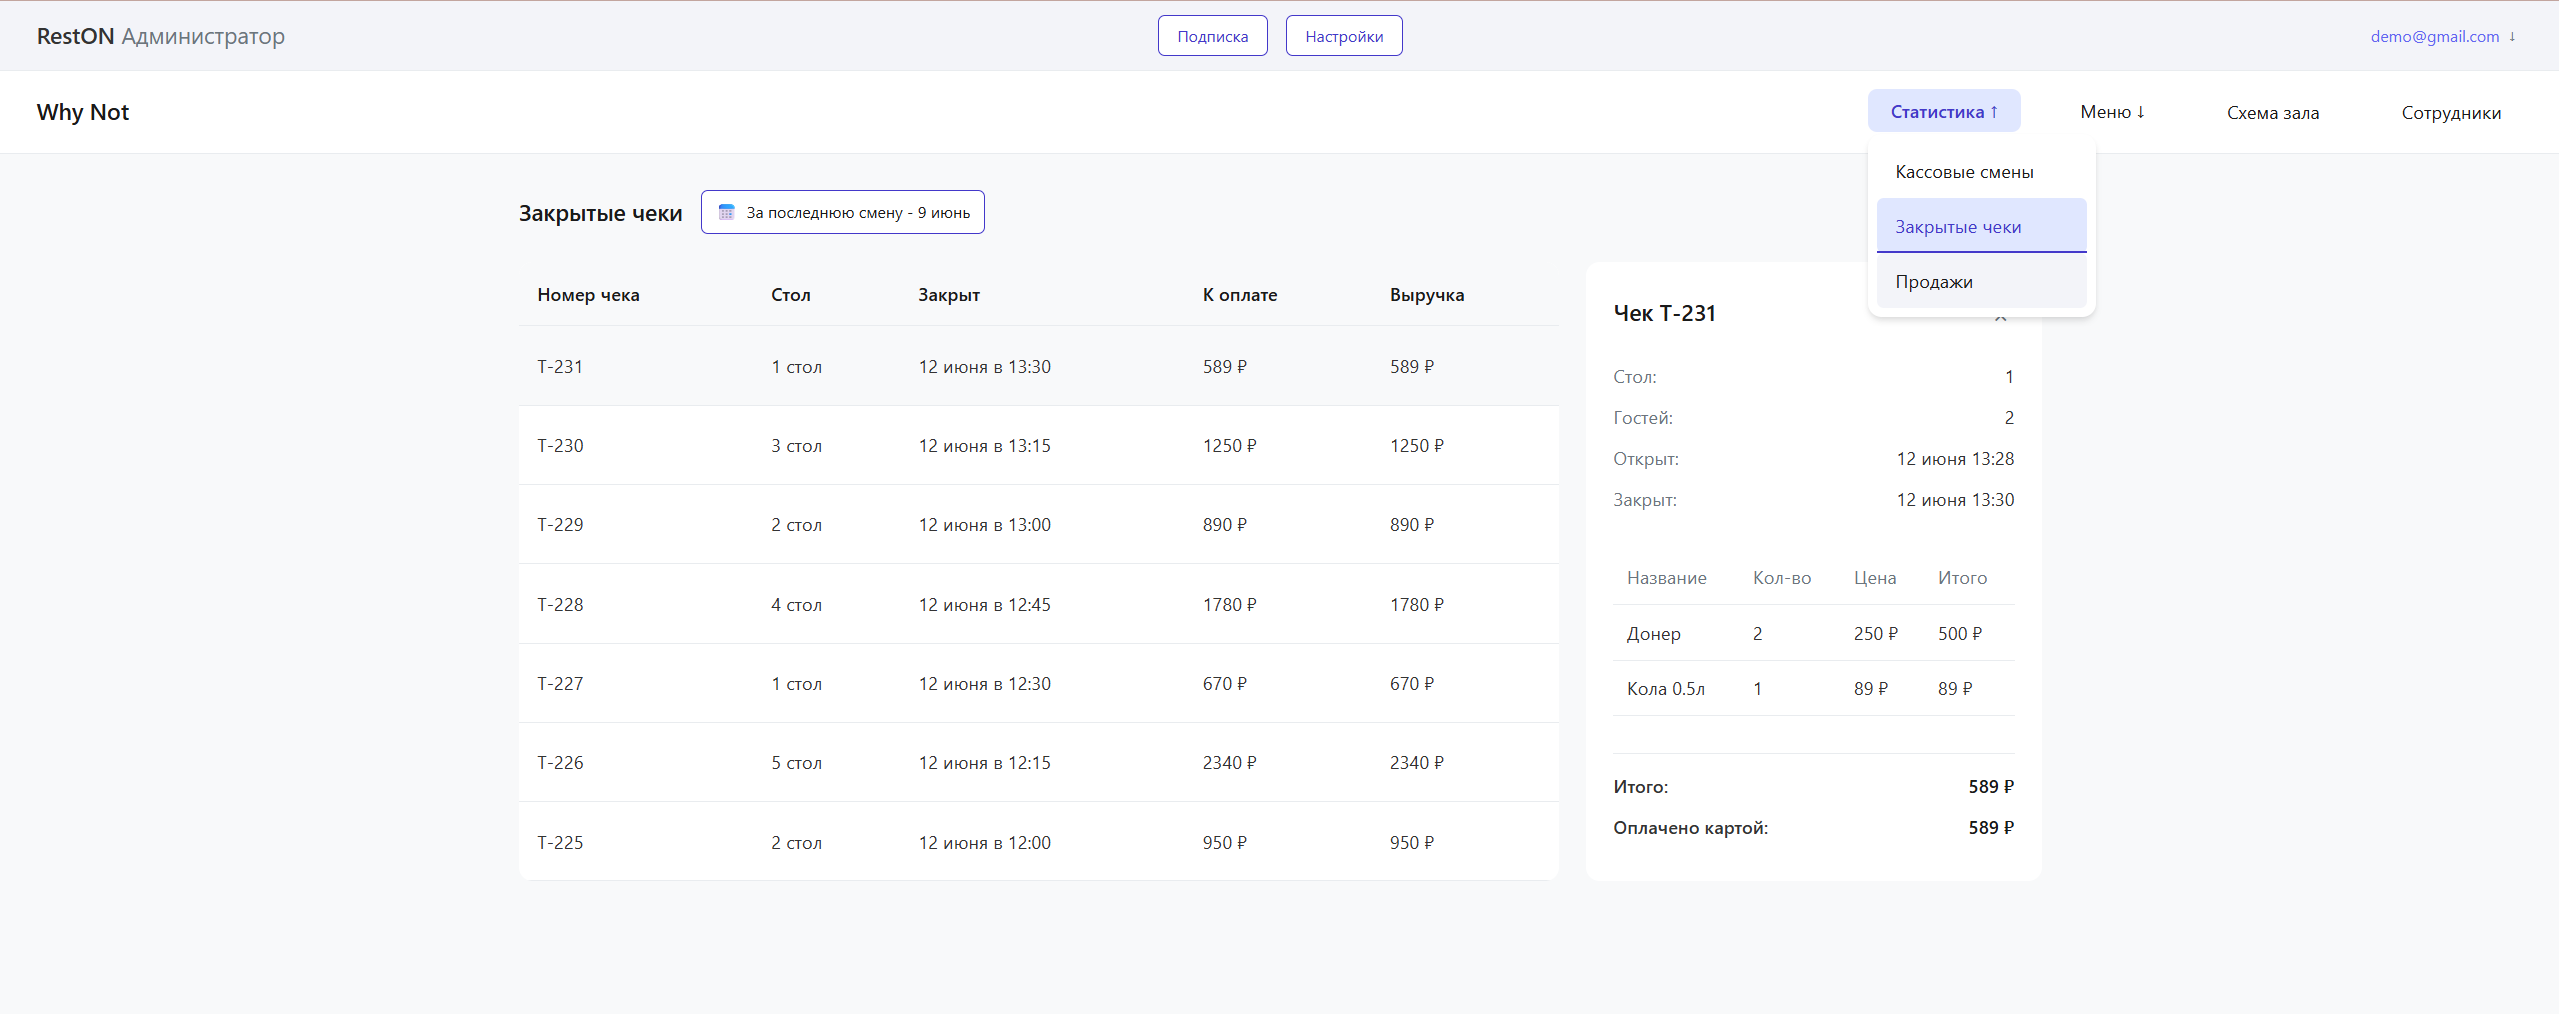 RestON Администратор
Подписка
Настройки
demo@gmail.com ↓
Why Not
Статистика ↑
Меню ↓
Схема зала
Сотрудники
Кассовые смены
Закрытые чеки
Продажи
Закрытые чеки
За последнюю смену - 9 июнь
Номер чека Стол Закрыт К оплате Выручка
Т-231 1 стол 12 июня в 13:30 589 ₽ 589 ₽
Т-230 3 стол 12 июня в 13:15 1250 ₽ 1250 ₽
Т-229 2 стол 12 июня в 13:00 890 ₽ 890 ₽
Т-228 4 стол 12 июня в 12:45 1780 ₽ 1780 ₽
Т-227 1 стол 12 июня в 12:30 670 ₽ 670 ₽
Т-226 5 стол 12 июня в 12:15 2340 ₽ 2340 ₽
Т-225 2 стол 12 июня в 12:00 950 ₽ 950 ₽
Чек Т-231
Стол: 1
Гостей: 2
Открыт: 12 июня 13:28
Закрыт: 12 июня 13:30
Название Кол-во Цена Итого
Донер 2 250 ₽ 500 ₽
Кола 0.5л 1 89 ₽ 89 ₽
Итого: 589 ₽
Оплачено картой: 589 ₽